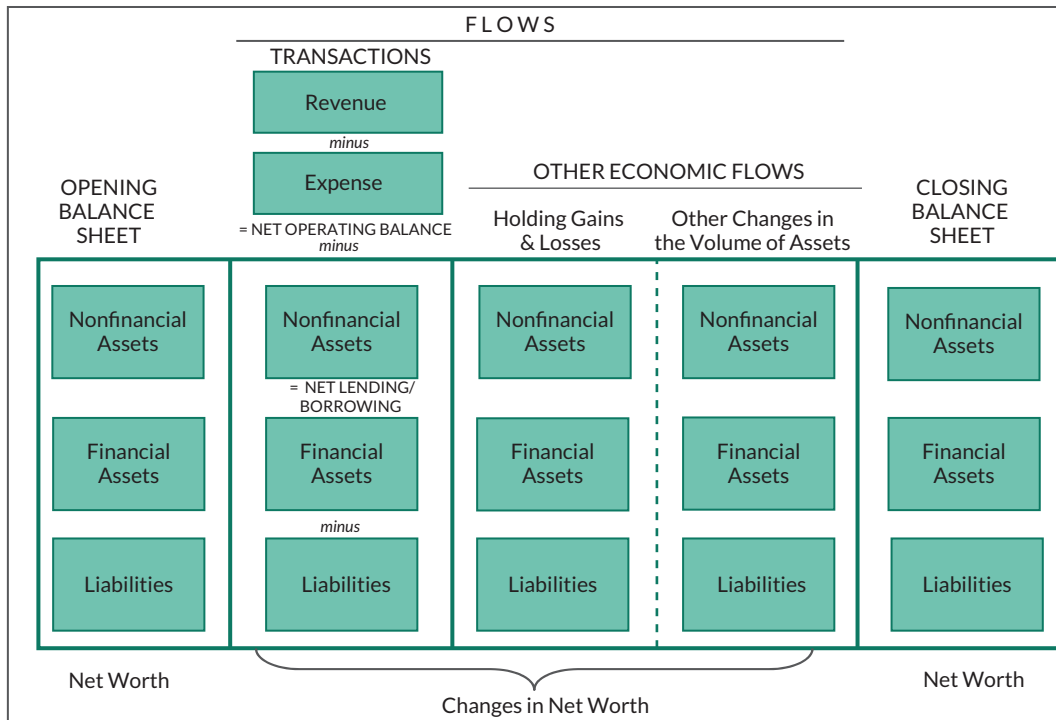 FLOWS
TRANSACTIONS
Revenue
minus
Expense
= NET OPERATING BALANCE
minus
OPENING
BALANCE
SHEET
OTHER ECONOMIC FLOWS
Holding Gains
& Losses
Other Changes in
the Volume of Assets
CLOSING
BALANCE
SHEET
Nonfinancial
Assets
Nonfinancial
Assets
Nonfinancial
Assets
Nonfinancial
Assets
Nonfinancial
Assets
= NET LENDING/
BORROWING
Financial
Assets
Financial
Assets
Financial
Assets
Financial
Assets
Financial
Assets
minus
Liabilities
Liabilities
Liabilities
Liabilities
Liabilities
Net Worth
Changes in Net Worth
Net Worth